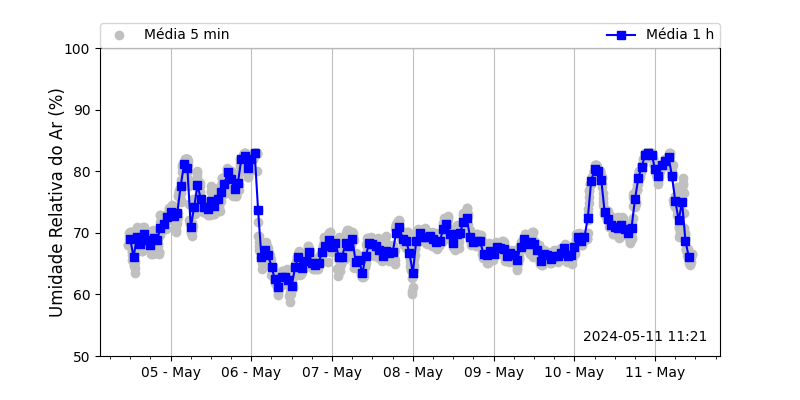 Média 5 min
Média 1 h
Umidade Relativa do Ar (%)
100
90
80
70
60
50
2024-05-11 11:21
05 - May
06 - May
07 - May
08 - May
09 - May
10 - May
11 - May